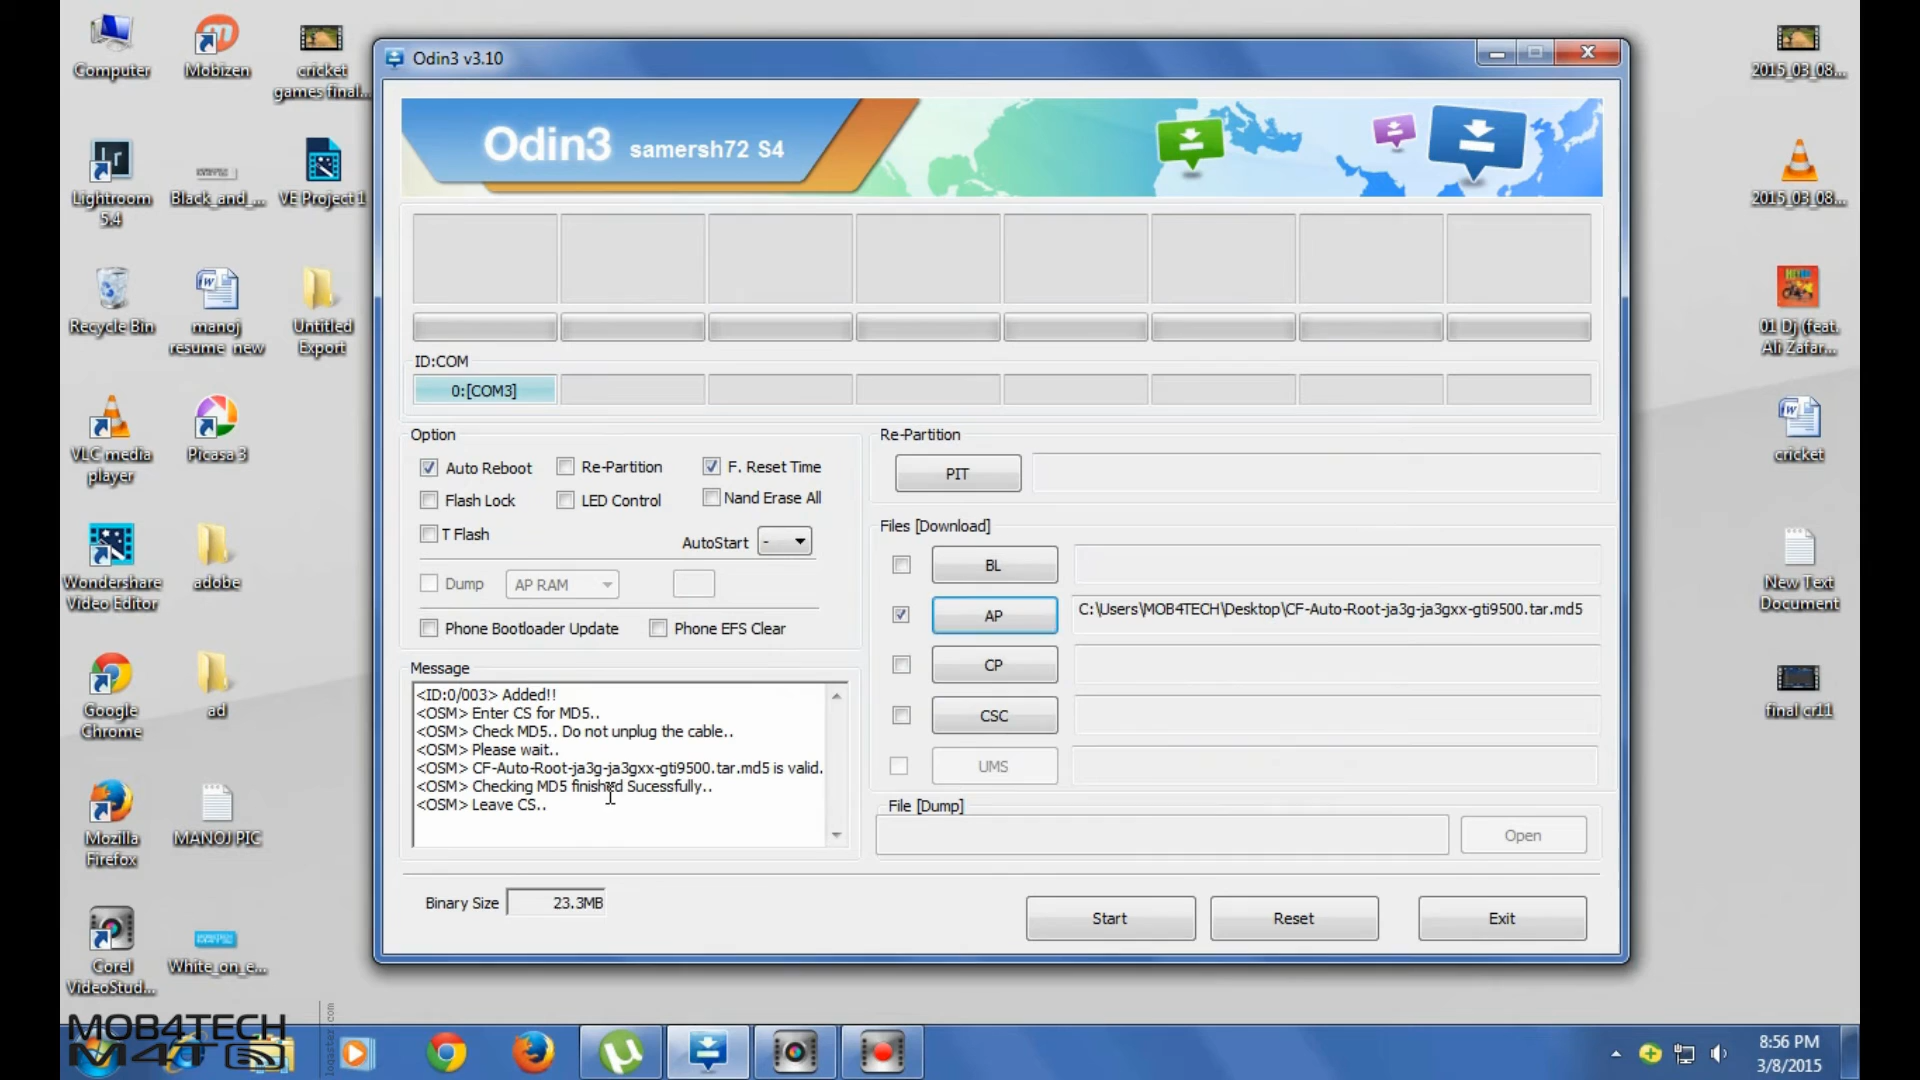 Computer
Mobizen
cricket
games final...
Lightroom
5.4
Black_and_...
VE Project 1
Recycle Bin
manoj
resume new
Untitled
Export
VLC media
player
Picasa 3
Wondershare
Video Editor
adobe
Google
Chrome
ad
Mozilla
Firefox
MANOJ PIC
Corel
VideoStud...
White_on_e...
Odin3 v3.10
Odin3 samersh72 S4
ID:COM
0:[COM3]
Option
Auto Reboot
Re-Partition
F. Reset Time
Flash Lock
LED Control
Nand Erase All
T Flash
AutoStart -
Dump
AP RAM
Phone Bootloader Update
Phone EFS Clear
Message
<ID:0/003> Added!!
<OSM> Enter CS for MD5..
<OSM> Check MD5.. Do not unplug the cable..
<OSM> Please wait..
<OSM> CF-Auto-Root-ja3g-ja3gxx-gti9500.tar.md5 is valid.
<OSM> Checking MD5 finished Sucessfully..
<OSM> Leave CS..
Re-Partition
PIT
Files [Download]
BL
AP
C:\Users\MOB4TECH\Desktop\CF-Auto-Root-ja3g-ja3gxx-gti9500.tar.md5
CP
CSC
UMS
File [Dump]
Open
Binary Size
23.3MB
Start
Reset
Exit
2015_03_08...
2015_03_08...
01 Dj (feat.
Ali Zafar...
cricket
New Text
Document
final cr11
MOB4TECH
M4T
logaster.com
8:56 PM
3/8/2015